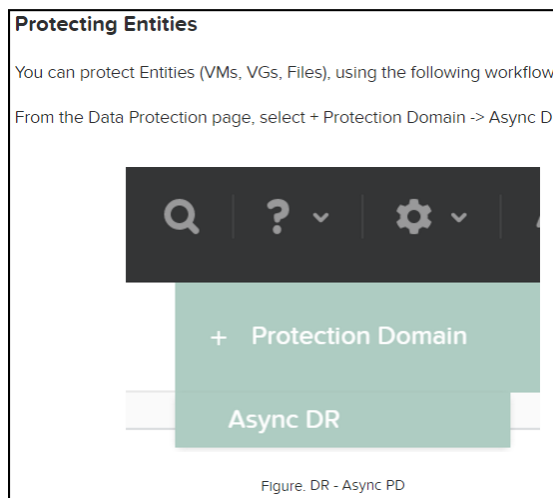 Protecting Entities
You can protect Entities (VMs, VGs, Files), using the following workflow
From the Data Protection page, select + Protection Domain -> Async D
?
+ Protection Domain
Async DR
Figure. DR - Async PD